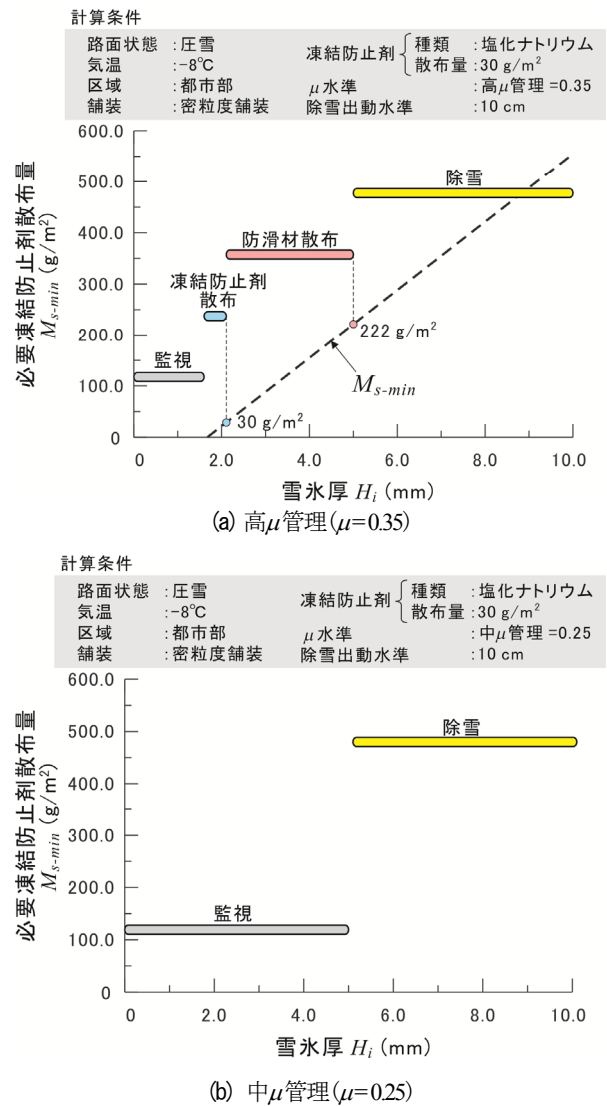 計算条件
路面状態 :圧雪 凍結防止剤 種類 :塩化ナトリウム
気温 :-8℃ 散布量 :30 g/m²
区域 :都市部 μ水準 :高μ管理=0.35
舗装 :密粒度舗装 除雪出動水準 :10 cm
必要凍結防止剤散布量
Ms-min (g/m²)
600.0
500.0
400.0
300.0
200.0
100.0
0
除雪
防滑材散布
凍結防止剤
散布
監視
222 g/m²
Ms-min
30 g/m²
0 2.0 4.0 6.0 8.0 10.0
雪氷厚 Hi (mm)
(a) 高μ管理(μ=0.35)
計算条件
路面状態 :圧雪 凍結防止剤 種類 :塩化ナトリウム
気温 :-8℃ 散布量 :30 g/m²
区域 :都市部 μ水準 :中μ管理=0.25
舗装 :密粒度舗装 除雪出動水準 :10 cm
必要凍結防止剤散布量
Ms-min (g/m²)
600.0
500.0
400.0
300.0
200.0
100.0
0
除雪
監視
0 2.0 4.0 6.0 8.0 10.0
雪氷厚 Hi (mm)
(b) 中μ管理(μ=0.25)